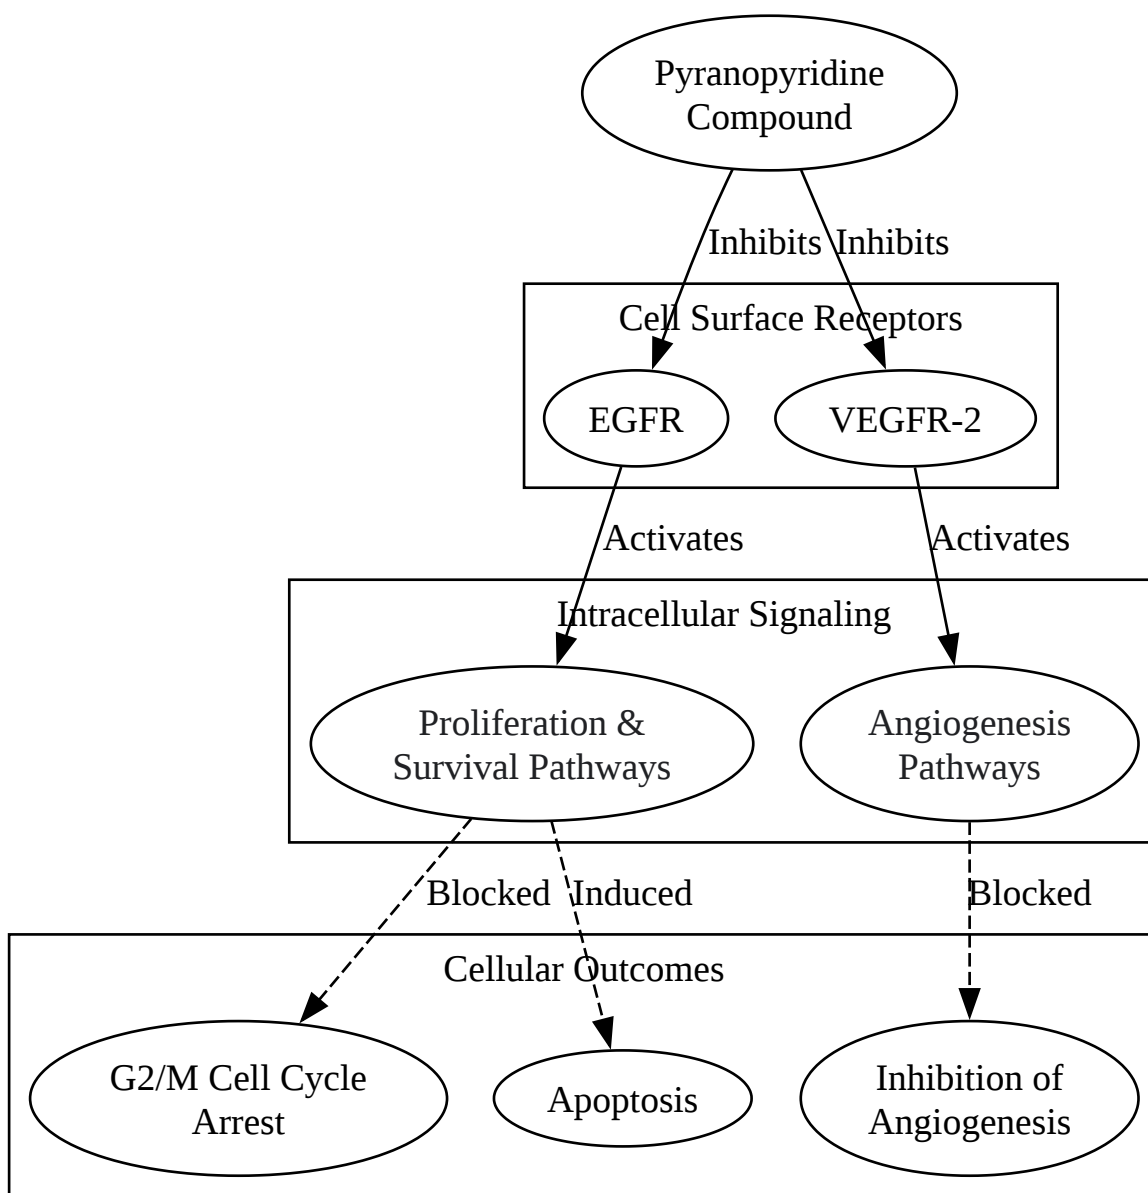 Pyranopyridine
Compound
Inhibits
Inhibits
Cell Surface Receptors
EGFR
VEGFR-2
Activates
Activates
Intracellular Signaling
Proliferation &
Survival Pathways
Angiogenesis
Pathways
Blocked
Induced
Blocked
Cellular Outcomes
G2/M Cell Cycle
Arrest
Apoptosis
Inhibition of
Angiogenesis